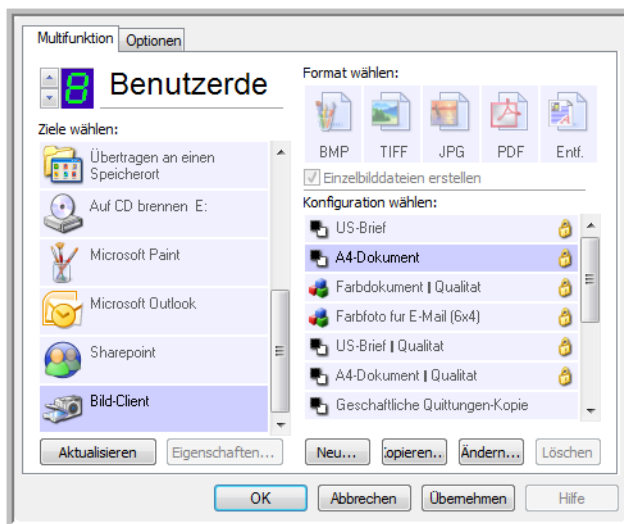 Multifunktion
Optionen
8
Benutzerde
Ziele wählen:
Übertragen an einen
Speicherort
Auf CD brennen E:
Microsoft Paint
Microsoft Outlook
Sharepoint
Bild-Client
Aktualisieren
Eigenschaften...
Format wählen:
BMP
TIFF
JPG
PDF
Entf.
Einzelbilddateien erstellen
Konfiguration wählen:
US-Brief
A4-Dokument
Farbdokument | Qualitat
Farbfoto fur E-Mail (6x4)
US-Brief | Qualitat
A4-Dokument | Qualitat
Geschaftliche Quittungen-Kopie
Neu...
opieren...
Ändern...
Löschen
OK
Abbrechen
Übernehmen
Hilfe